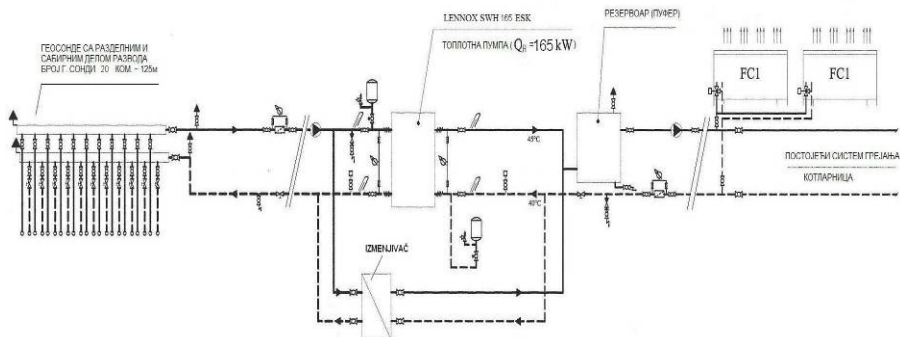 ГЕОСОНДЕ СА РАЗДЕЛНИМ И
САБИРНИМ ДЕЛОМ РАЗВОДА
БРОЈ Г. СОНДИ 20 КОМ. - 125м
LENNOX SWH 165 ESK
ТОПЛОТНА ПУМПА ( QR =165 kW )
РЕЗЕРВОАР (ПУФЕР)
FC1
FC1
45°C
40°C
ПОСТОЈЕЋИ СИСТЕМ ГРЕЈАЊА
КОТЛАРНИЦА
IZMENJIVAČ